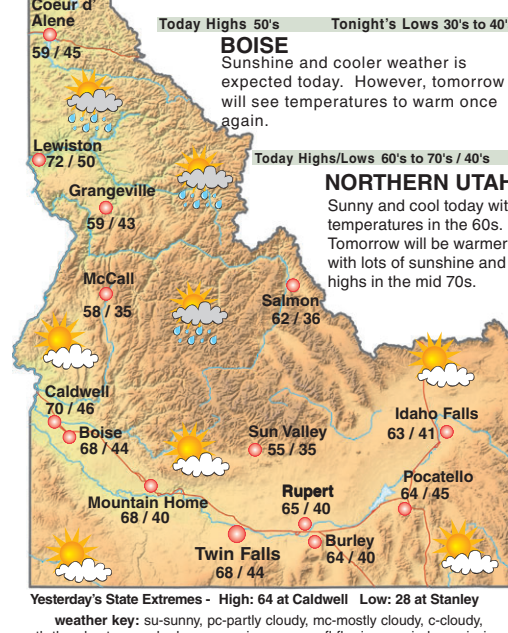 Coeur d'
Alene
59 / 45
Today Highs 50's Tonight's Lows 30's to 40'
BOISE
Sunshine and cooler weather is
expected today. However, tomorrow
will see temperatures to warm once
again.
Lewiston
72 / 50
Today Highs/Lows 60's to 70's / 40's
NORTHERN UTAH
Sunny and cool today wit
temperatures in the 60s.
Tomorrow will be warmer
with lots of sunshine and
highs in the mid 70s.
Grangeville
59 / 43
McCall
58 / 35
Salmon
62 / 36
Caldwell
70 / 46
Boise
68 / 44
Sun Valley
55 / 35
Idaho Falls
63 / 41
Pocatello
64 / 45
Mountain Home
68 / 40
Rupert
65 / 40
Twin Falls
68 / 44
Burley
64 / 40
Yesterday's State Extremes - High: 64 at Caldwell Low: 28 at Stanley
weather key: su-sunny, pc-partly cloudy, mc-mostly cloudy, c-cloudy,